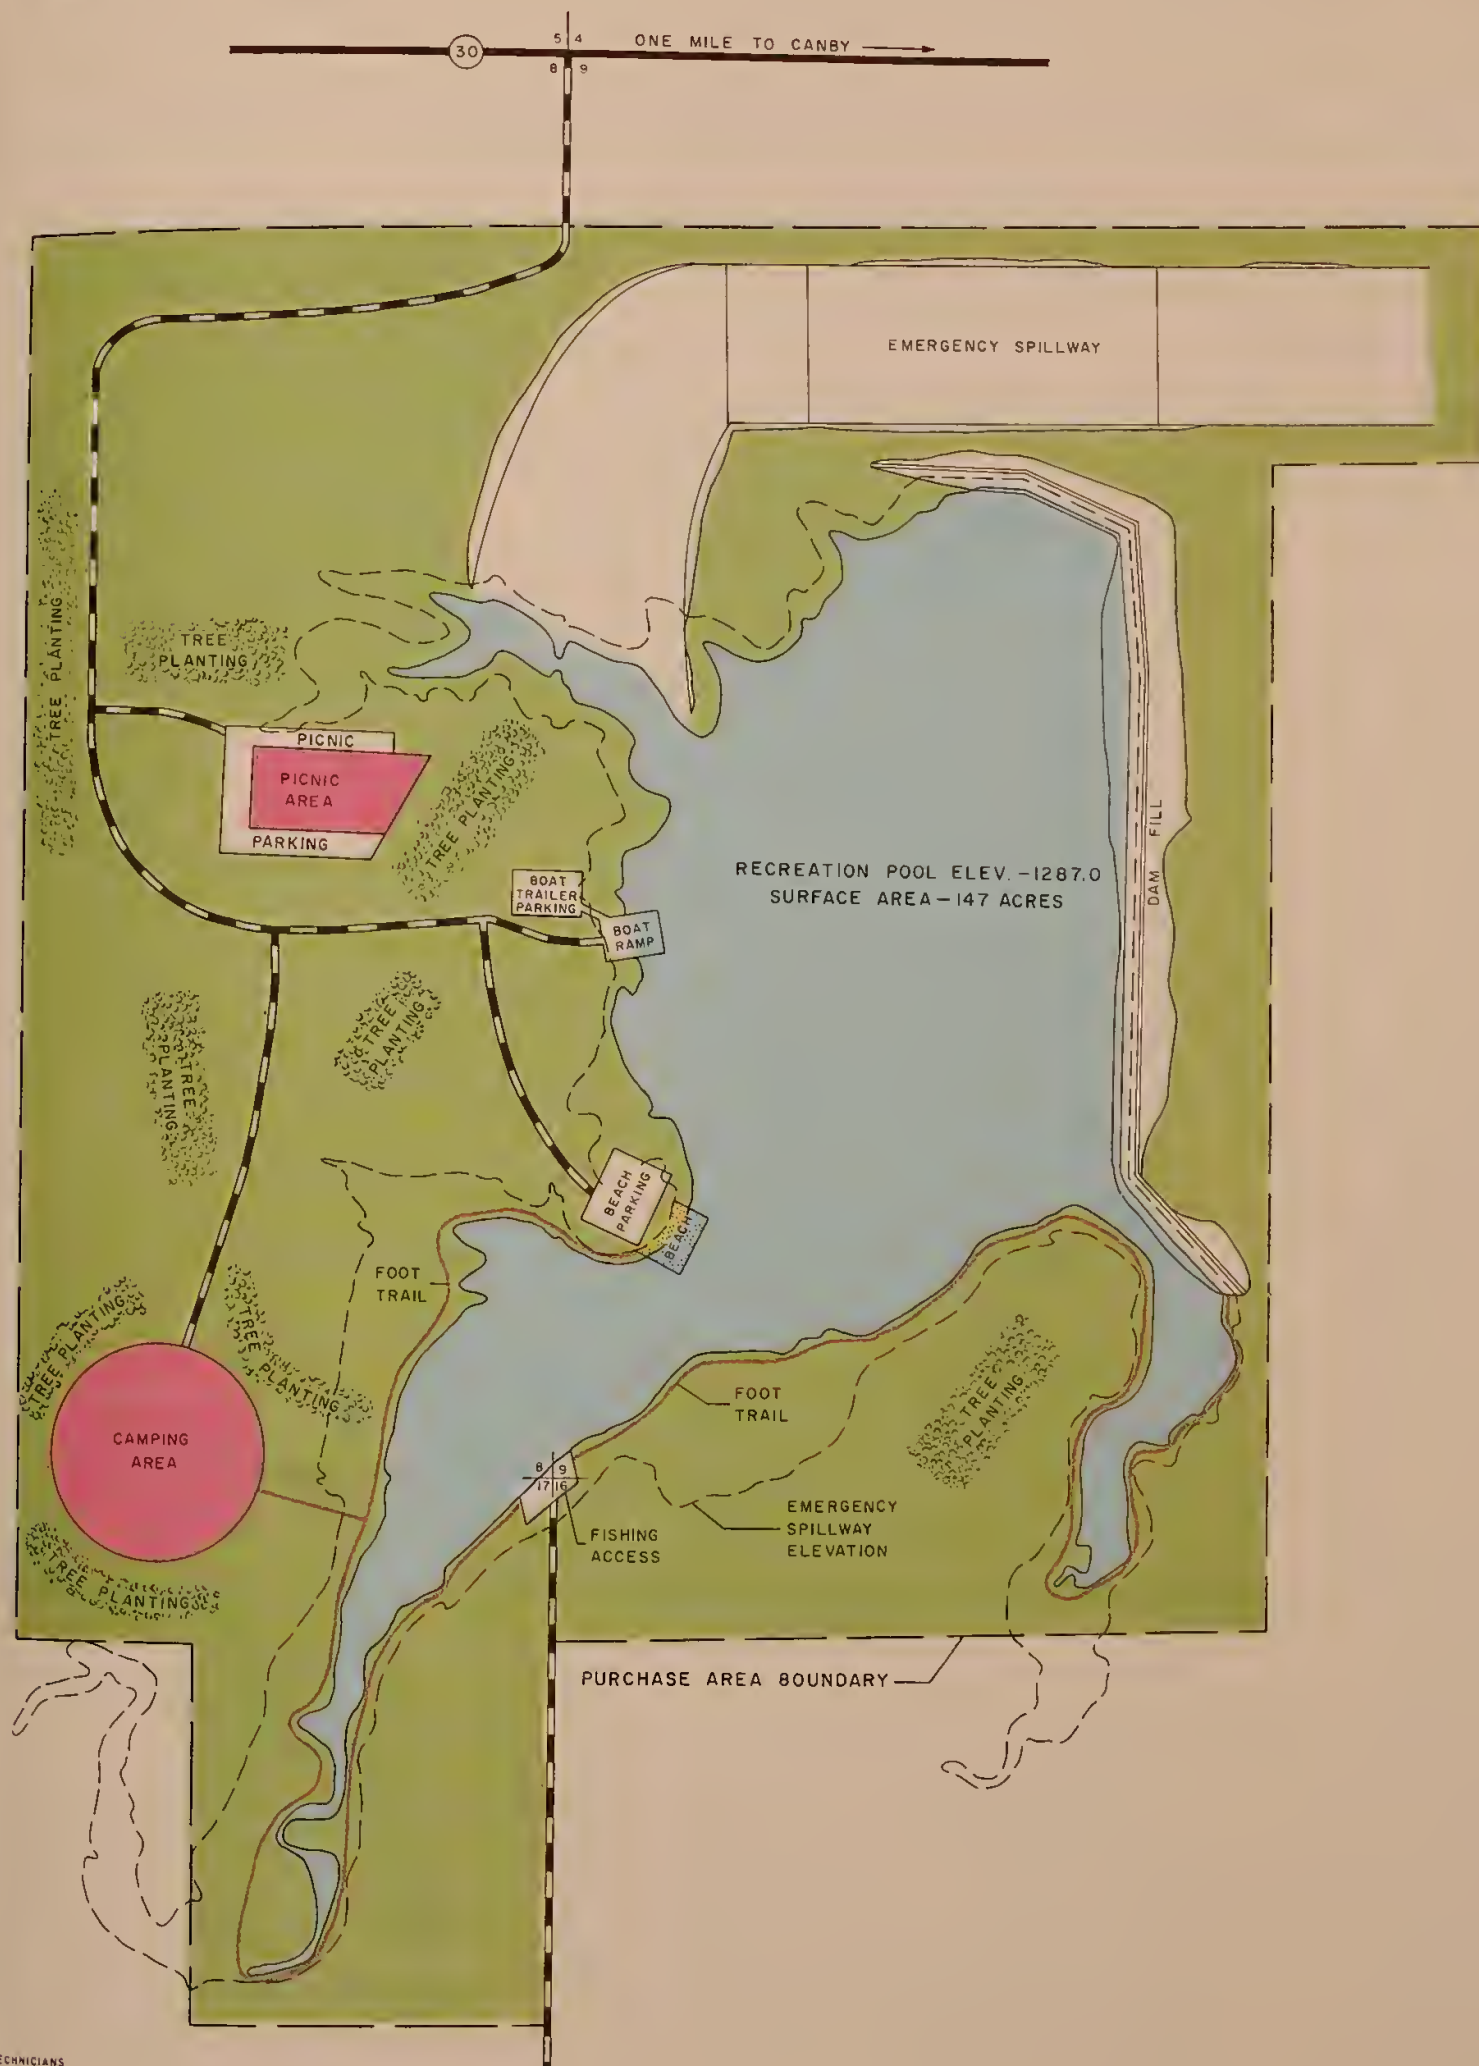 5 4
30
ONE MILE TO CANBY
8 9
EMERGENCY SPILLWAY
TREE PLANTING
TREE
PLANTING
PICNIC
PICNIC
AREA
PARKING
TREE PLANTING
BOAT
TRAILER
PARKING
BOAT
RAMP
RECREATION POOL ELEV. -1287.0
SURFACE AREA - 147 ACRES
DAM FILL
TREE
PLANTING
TREE
PLANTING
BEACH
PARKING
BEACH
FOOT
TRAIL
TREE PLANTING
TREE PLANTING
CAMPING
AREA
FOOT
TRAIL
TREE
PLANTING
8 9
17 16
FISHING
ACCESS
EMERGENCY
SPILLWAY
ELEVATION
TREE PLANTING
PURCHASE AREA BOUNDARY
ECHNICIANS